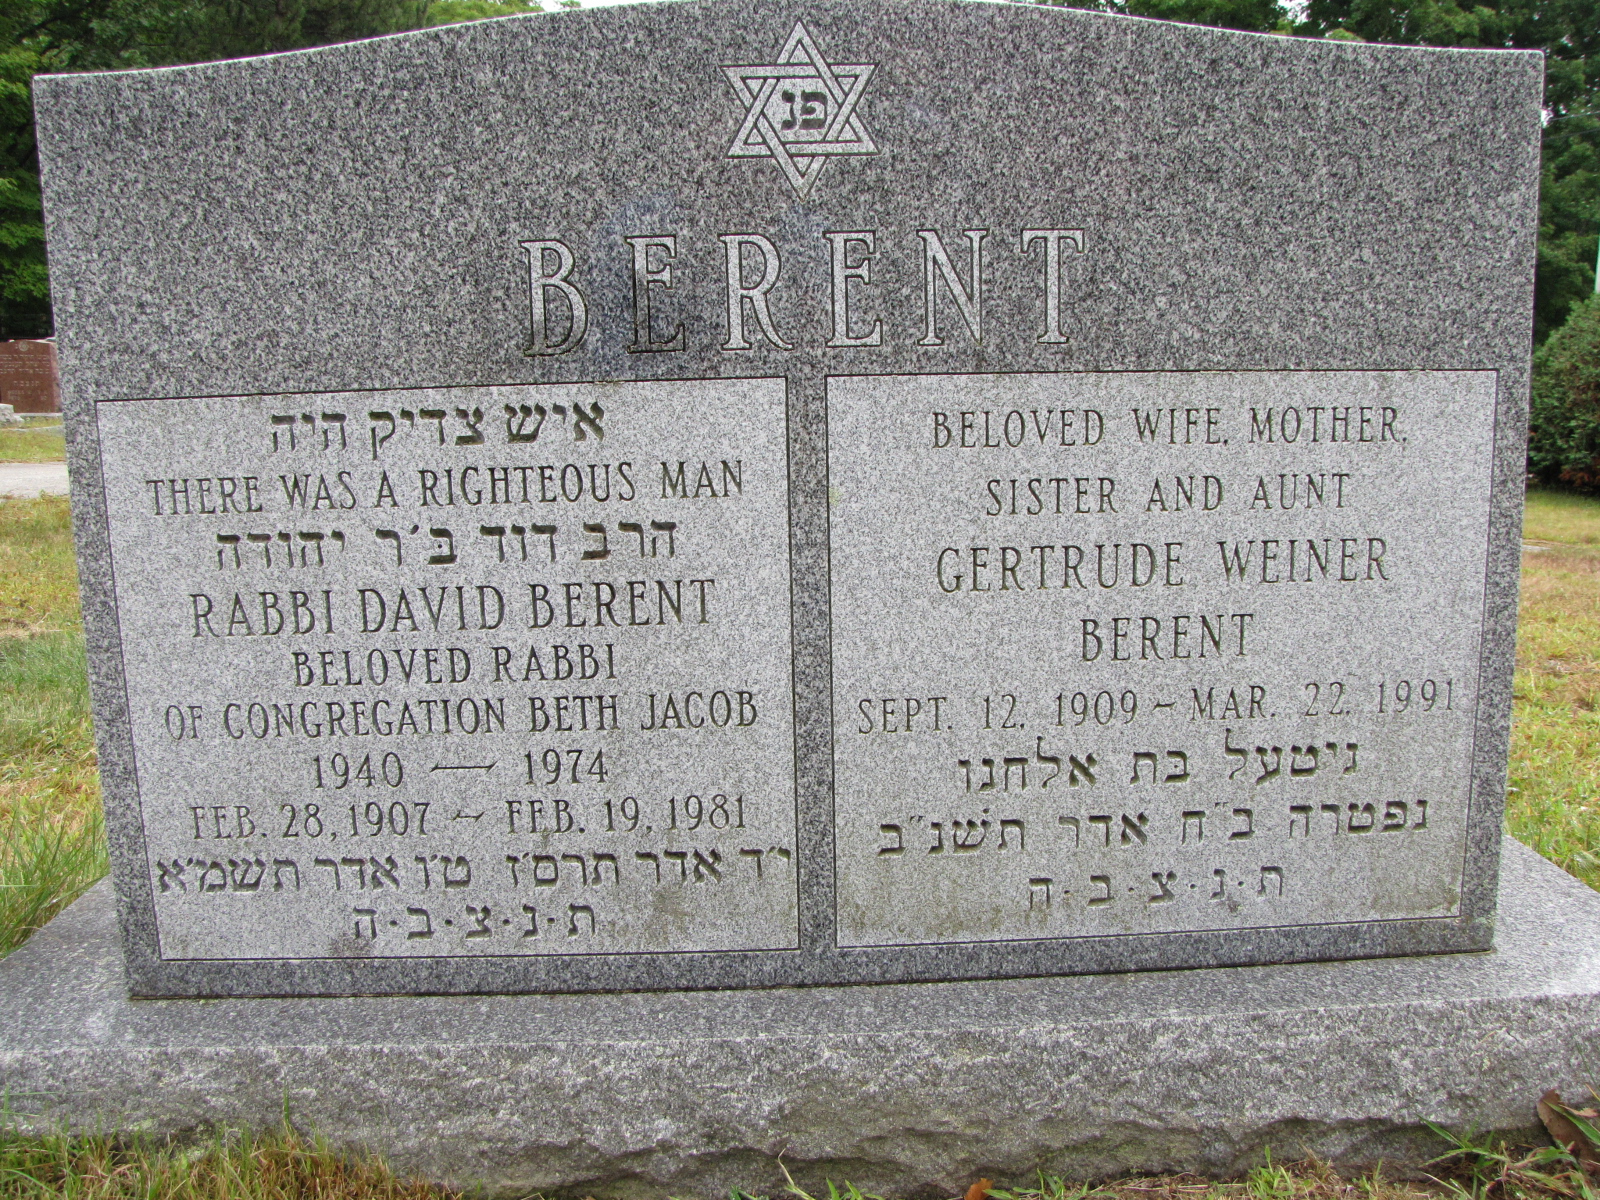 פנ
BERENT
איש צדיק היה
THERE WAS A RIGHTEOUS MAN
הרב דוד ב'ר יהודה
RABBI DAVID BERENT
BELOVED RABBI
OF CONGREGATION BETH JACOB
1940 — 1974
FEB. 28, 1907 ~ FEB. 19, 1981
י'ד אדר תרס'ז ט'ו אדר תשמ'א
ת·נ·צ·ב·ה
BELOVED WIFE, MOTHER,
SISTER AND AUNT
GERTRUDE WEINER
BERENT
SEPT. 12, 1909 ~ MAR. 22, 1991
ניטעל בת אלחנו
נפטרה ב״ח אדר תשנ״ב
ת·נ·צ·ב·ה